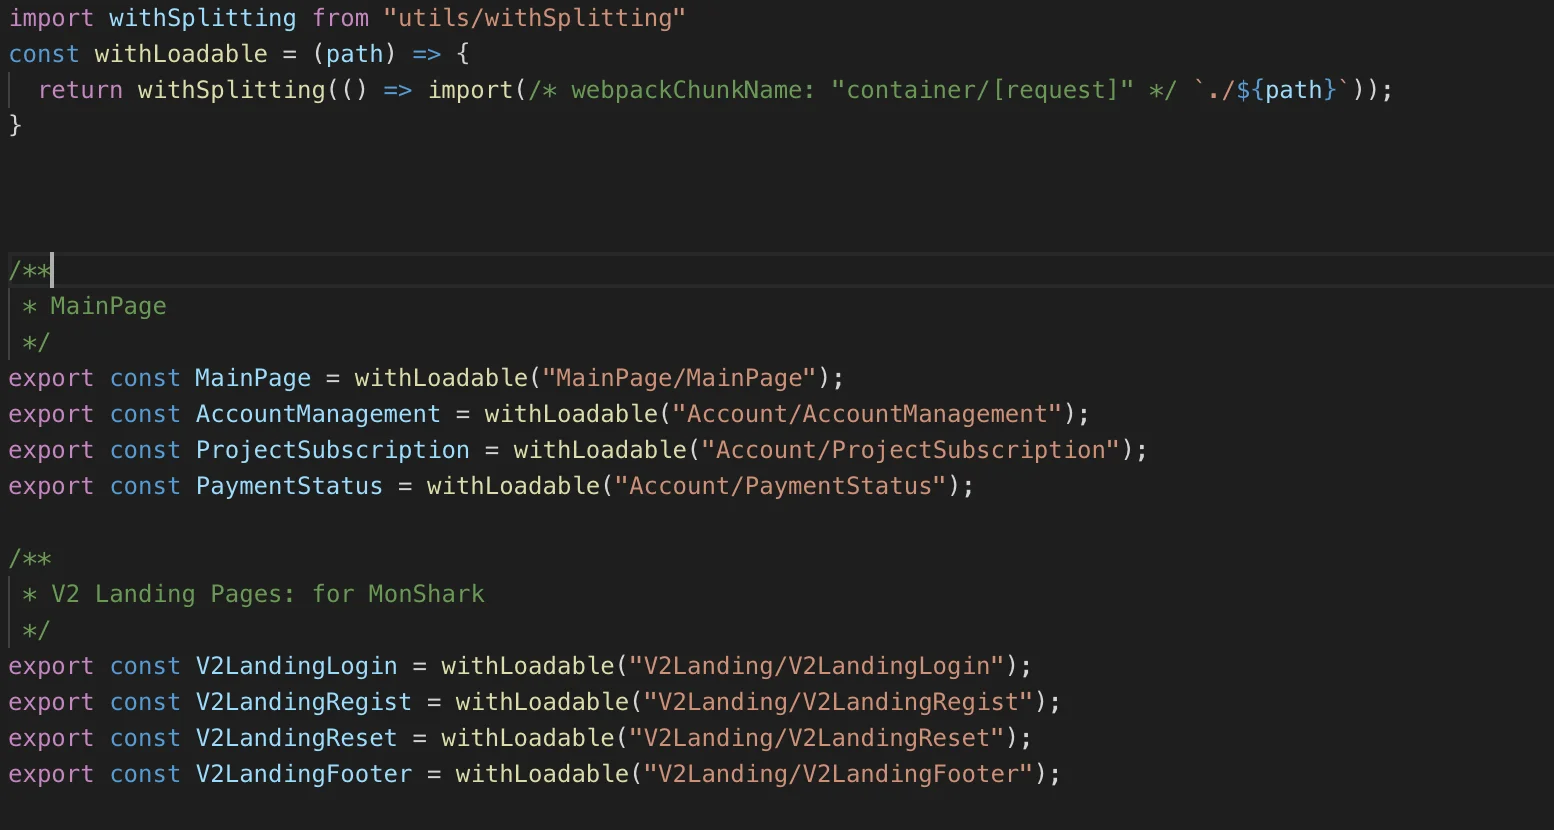 import withSplitting from "utils/withSplitting"
const withLoadable = (path) => {
  return withSplitting(() => import(/* webpackChunkName: "container/[request]" */ `./${path}`));
}
/**
 * MainPage
 */
export const MainPage = withLoadable("MainPage/MainPage");
export const AccountManagement = withLoadable("Account/AccountManagement");
export const ProjectSubscription = withLoadable("Account/ProjectSubscription");
export const PaymentStatus = withLoadable("Account/PaymentStatus");
/**
 * V2 Landing Pages: for MonShark
 */
export const V2LandingLogin = withLoadable("V2Landing/V2LandingLogin");
export const V2LandingRegist = withLoadable("V2Landing/V2LandingRegist");
export const V2LandingReset = withLoadable("V2Landing/V2LandingReset");
export const V2LandingFooter = withLoadable("V2Landing/V2LandingFooter");